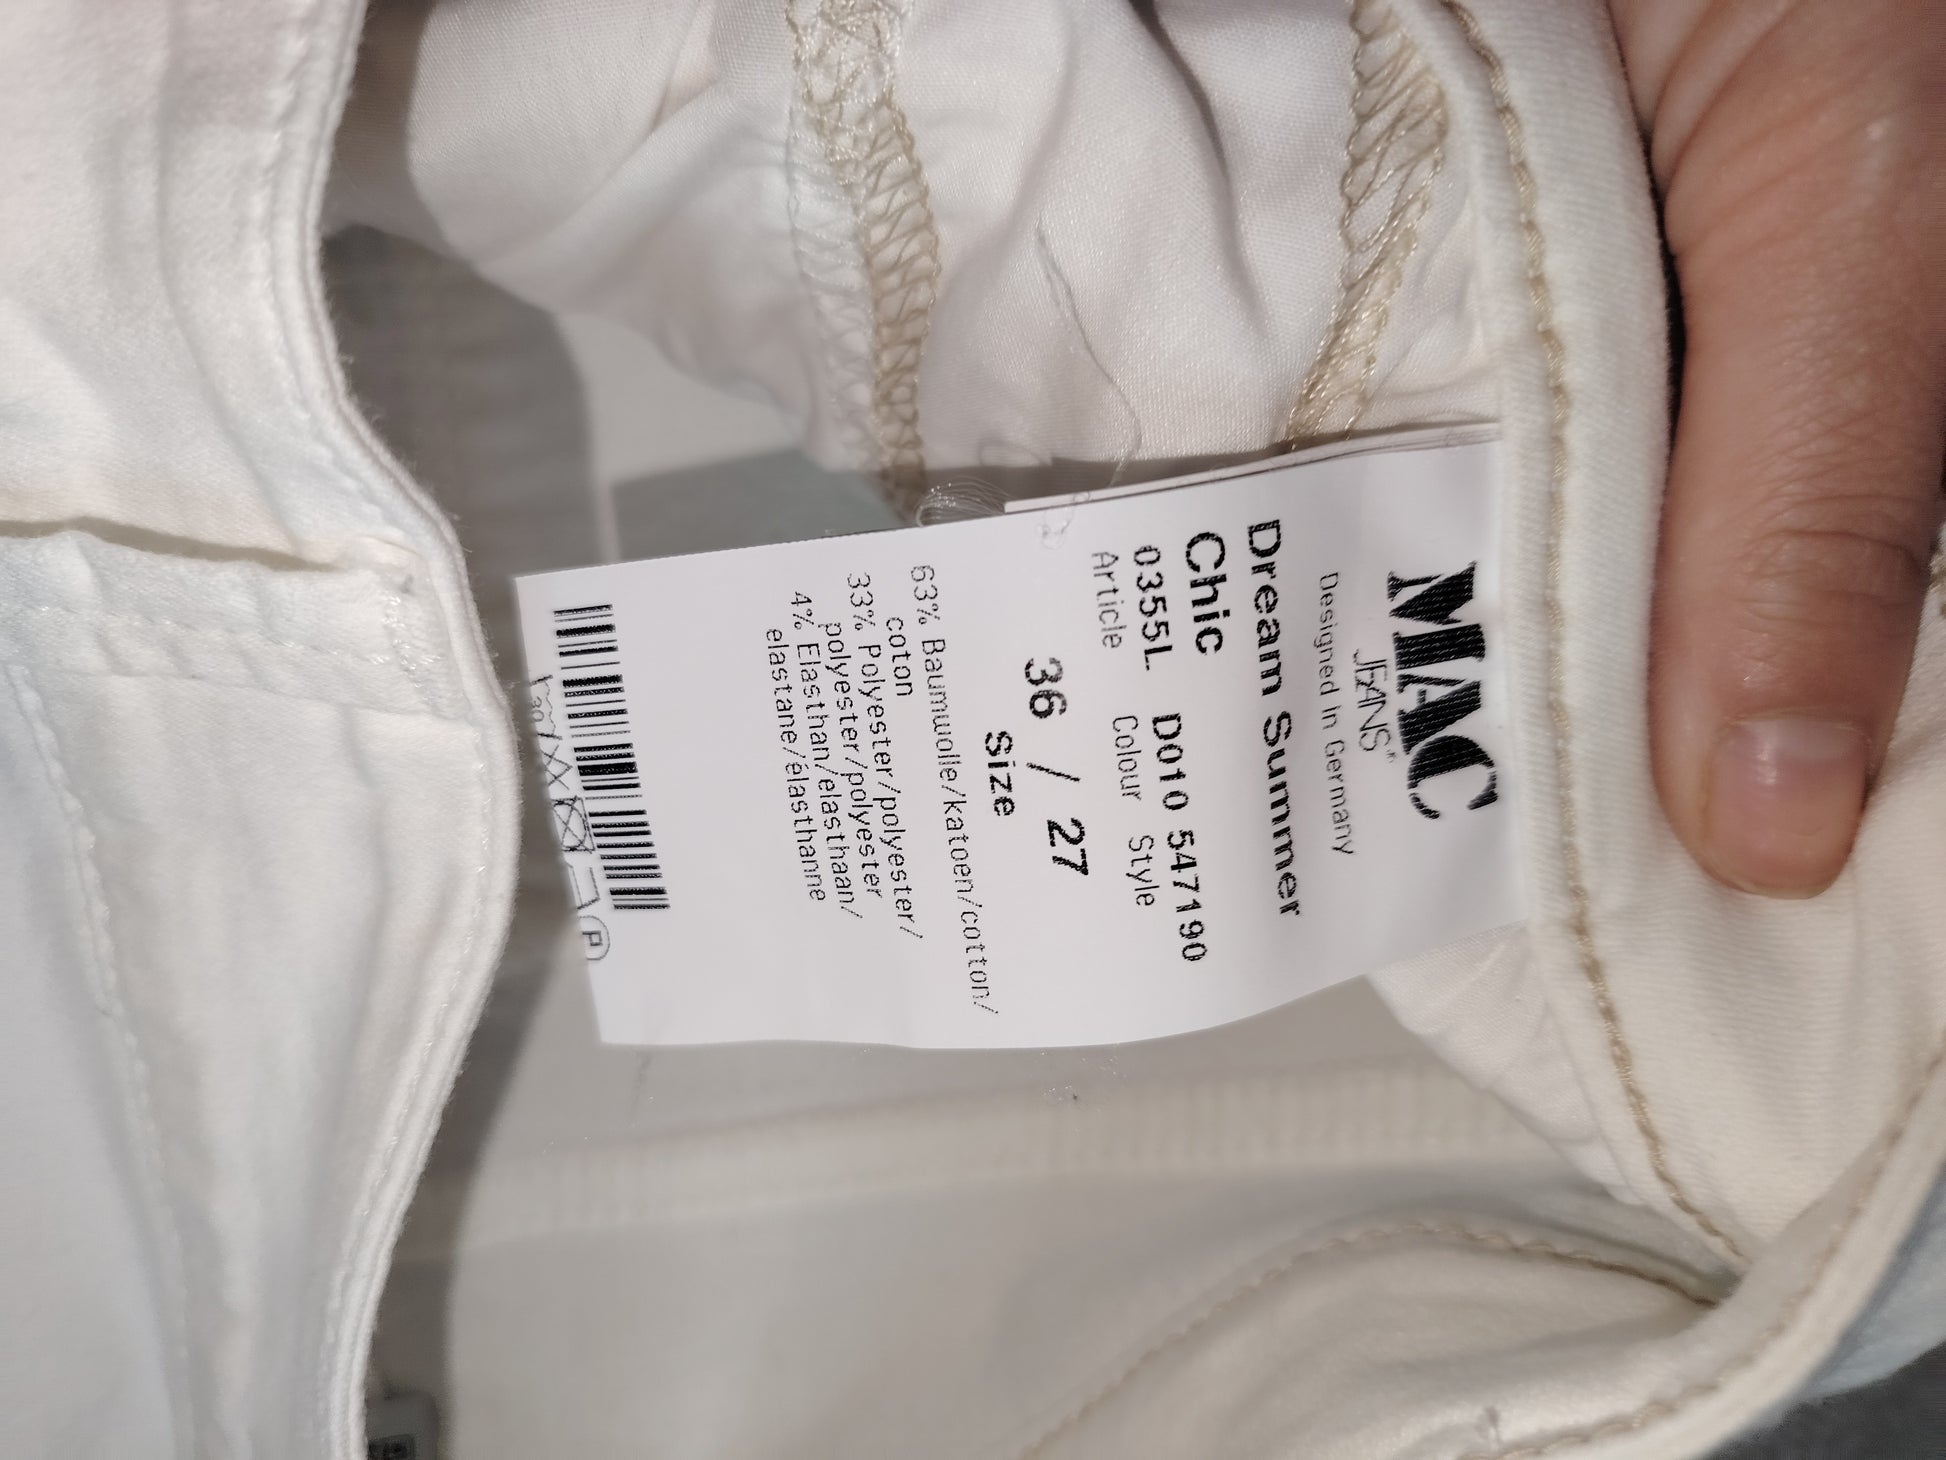 MAC
JEANS
Designed in Germany
Dream Summer
Chic
0355L D010 547190
Article Colour Style
36 / 27
Size
63% Baumwolle/katoen/cotton/
coton
33% Polyester/polyester/
polyester/polyester
4% Elasthan/elasthaan/
elastane/élasthanne
30
P